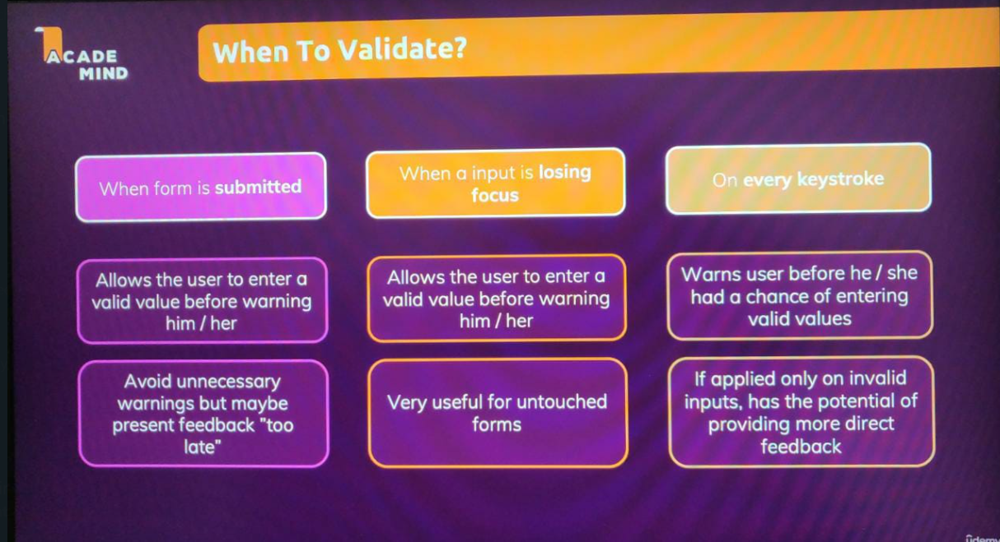 ACADE
MIND
When To Validate?
When form is submitted
When a input is losing
focus
On every keystroke
Allows the user to enter a
valid value before warning
him / her
Allows the user to enter a
valid value before warning
him / her
Warns user before he / she
had a chance of entering
valid values
Avoid unnecessary
warnings but maybe
present feedback "too
late"
Very useful for untouched
forms
If applied only on invalid
inputs, has the potential of
providing more direct
feedback
ûdemy